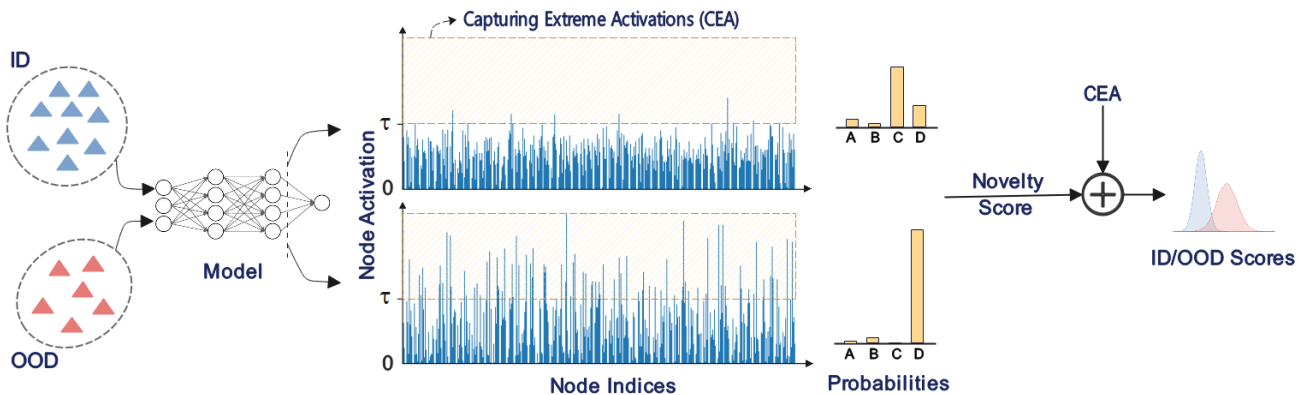 Capturing Extreme Activations (CEA)
ID
OOD
Model
Node Activation
τ
0
τ
0
Node Indices
A B C D
A B C D
Probabilities
Novelty
Score
CEA
ID/OOD Scores